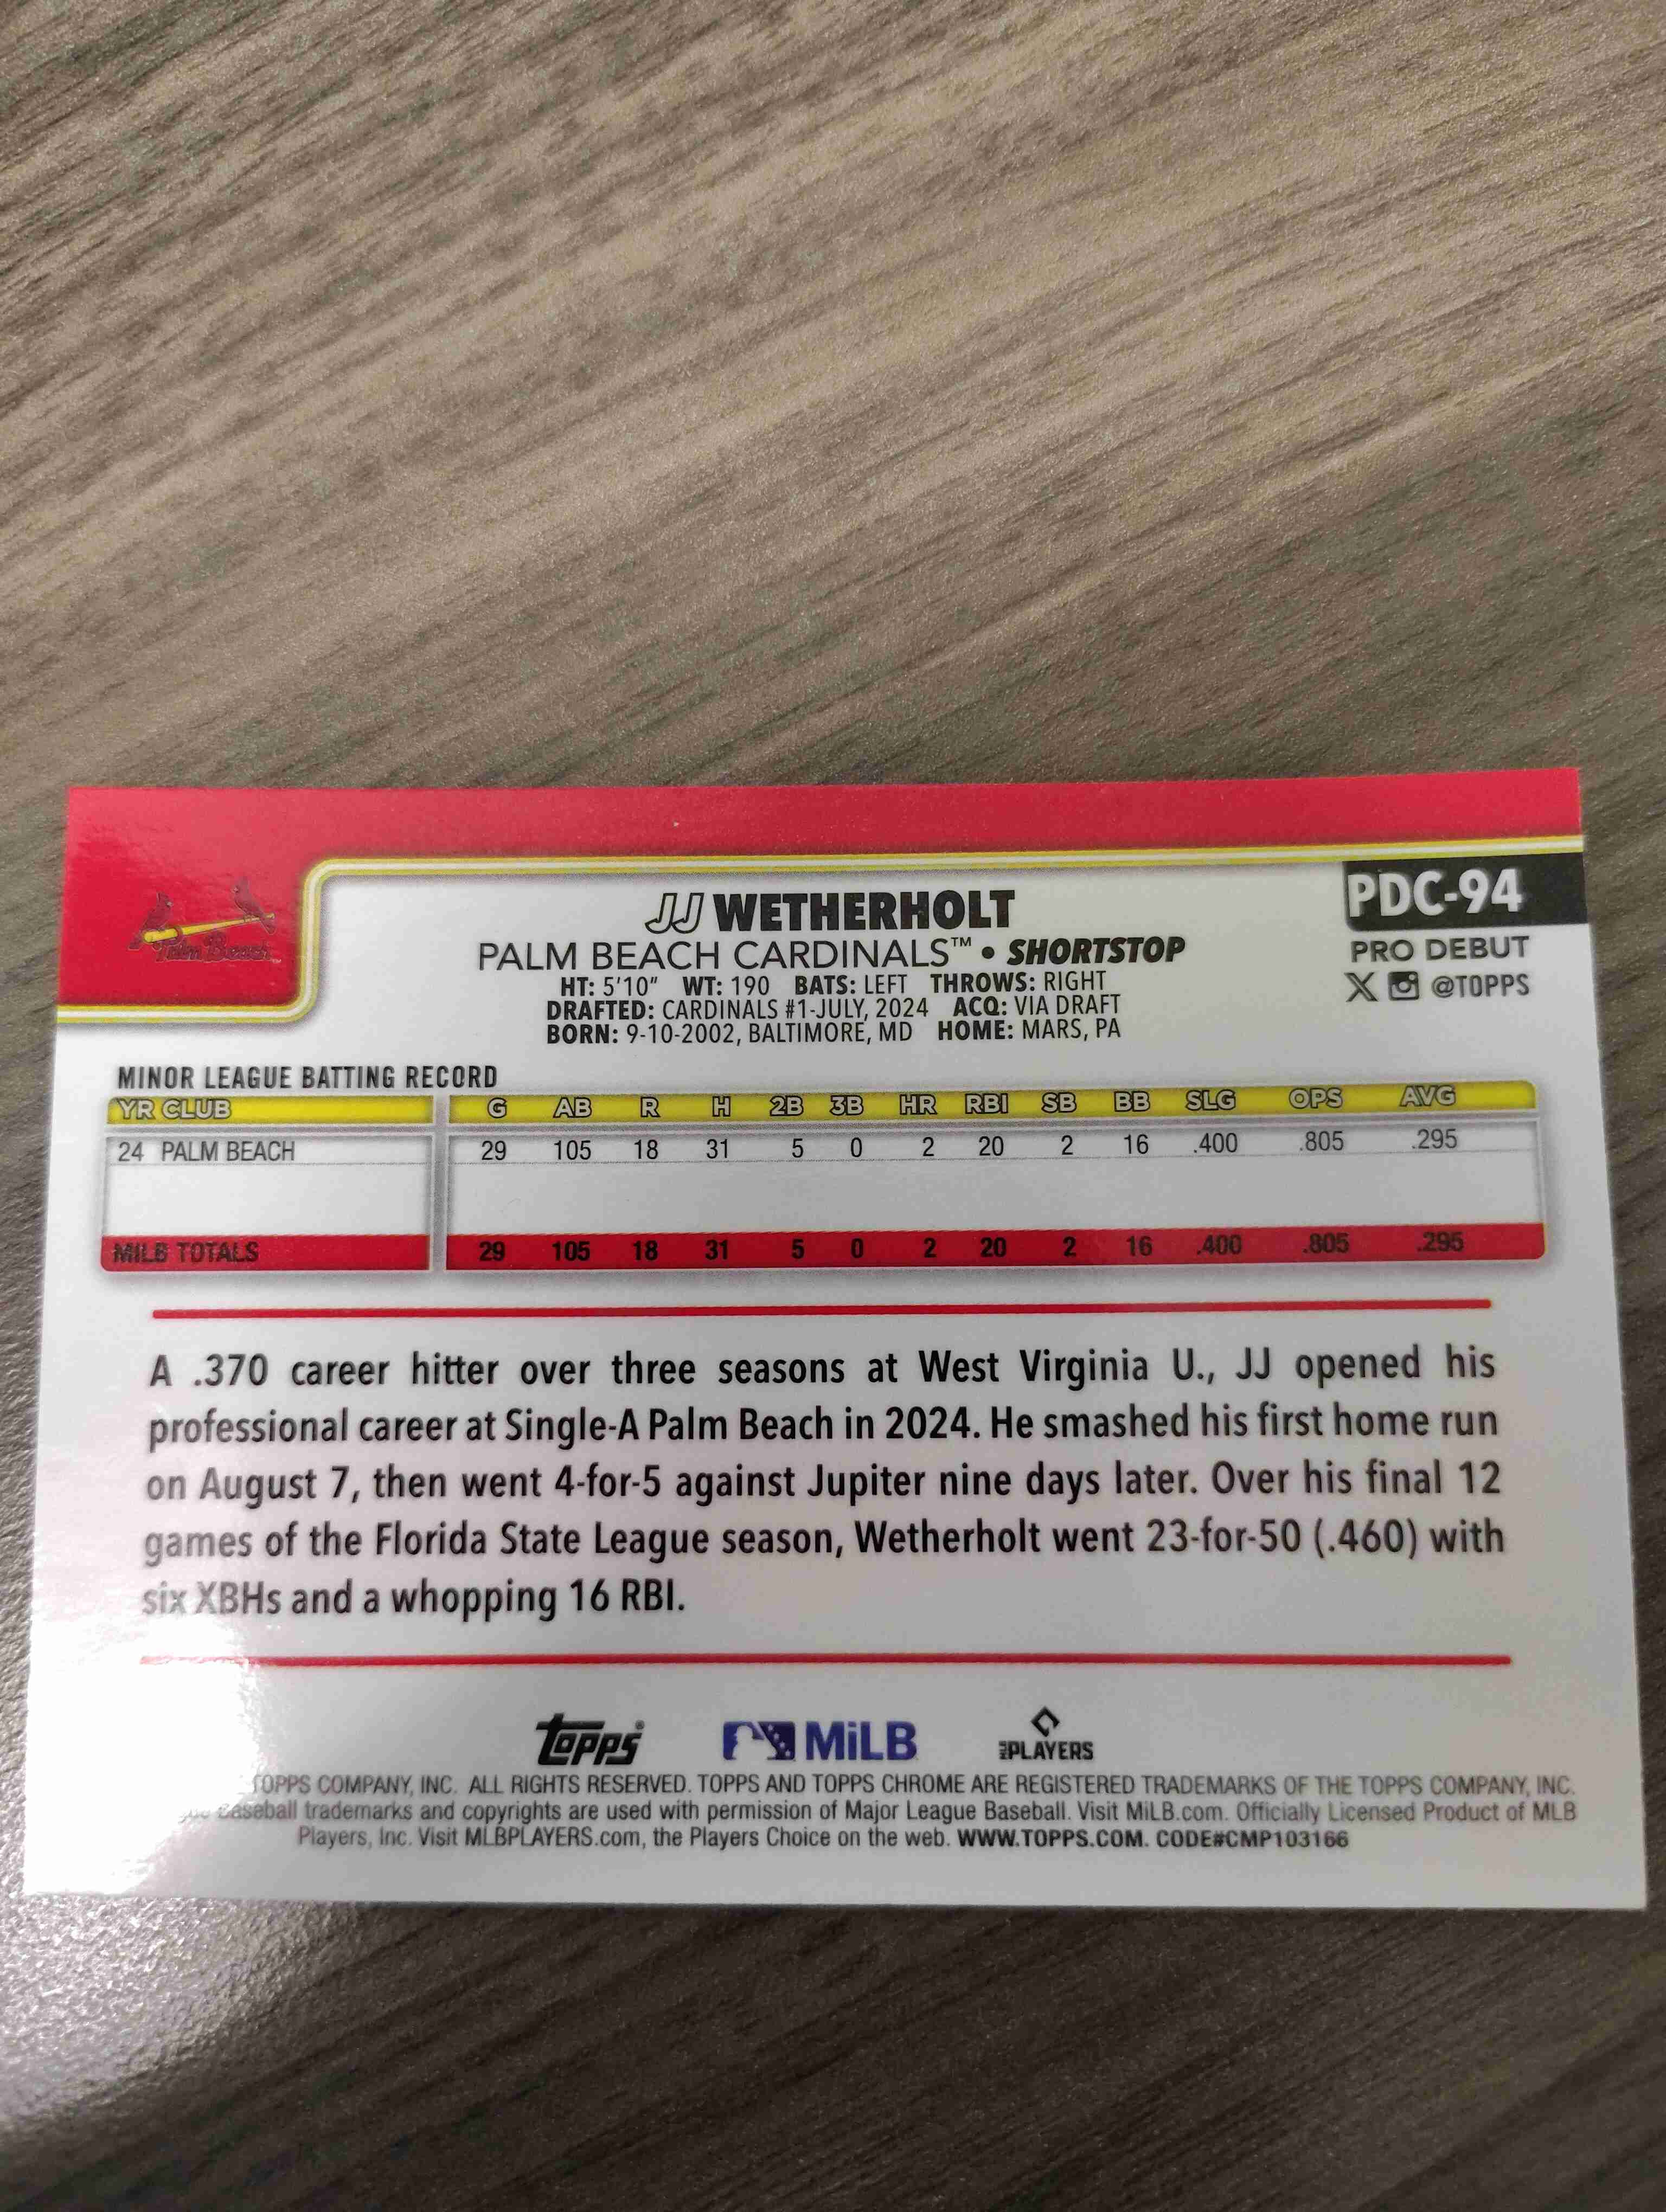 Palm Beach
JJ WETHERHOLT
PALM BEACH CARDINALS™ • SHORTSTOP
HT: 5'10" WT: 190 BATS: LEFT THROWS: RIGHT
DRAFTED: CARDINALS #1-JULY, 2024 ACQ: VIA DRAFT
BORN: 9-10-2002, BALTIMORE, MD HOME: MARS, PA
PDC-94
PRO DEBUT
X @TOPPS
MINOR LEAGUE BATTING RECORD
YR CLUB G AB R H 2B 3B HR RBI SB BB SLG OPS AVG
24 PALM BEACH 29 105 18 31 5 0 2 20 2 16 .400 .805 .295
MILB TOTALS 29 105 18 31 5 0 2 20 2 16 .400 .805 .295
A .370 career hitter over three seasons at West Virginia U., JJ opened his
professional career at Single-A Palm Beach in 2024. He smashed his first home run
on August 7, then went 4-for-5 against Jupiter nine days later. Over his final 12
games of the Florida State League season, Wetherholt went 23-for-50 (.460) with
six XBHs and a whopping 16 RBI.
topps® MiLB PLAYERS
TOPPS COMPANY, INC. ALL RIGHTS RESERVED. TOPPS AND TOPPS CHROME ARE REGISTERED TRADEMARKS OF THE TOPPS COMPANY, INC.
Baseball trademarks and copyrights are used with permission of Major League Baseball. Visit MiLB.com. Officially Licensed Product of MLB
Players, Inc. Visit MLBPLAYERS.com, the Players Choice on the web. WWW.TOPPS.COM. CODE#CMP103166